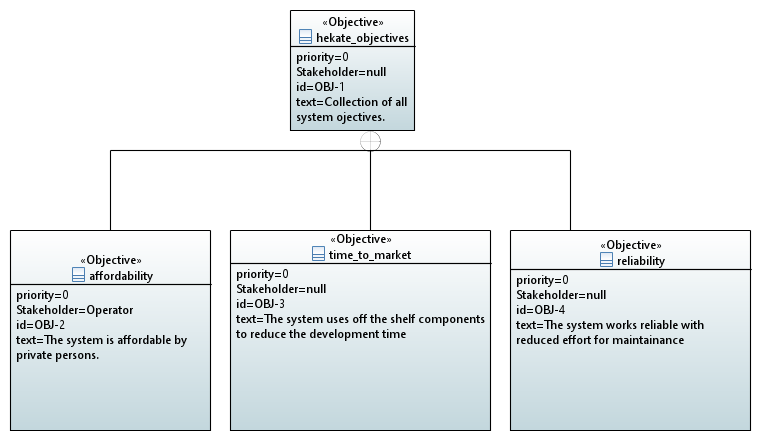 «Objective»
hekate_objectives
priority=0
Stakeholder=null
id=OBJ-1
text=Collection of all
system ojectives.
«Objective»
affordability
priority=0
Stakeholder=Operator
id=OBJ-2
text=The system is affordable by
private persons.
«Objective»
time_to_market
priority=0
Stakeholder=null
id=OBJ-3
text=The system uses off the shelf components
to reduce the development time
«Objective»
reliability
priority=0
Stakeholder=null
id=OBJ-4
text=The system works reliable with
reduced effort for maintainance